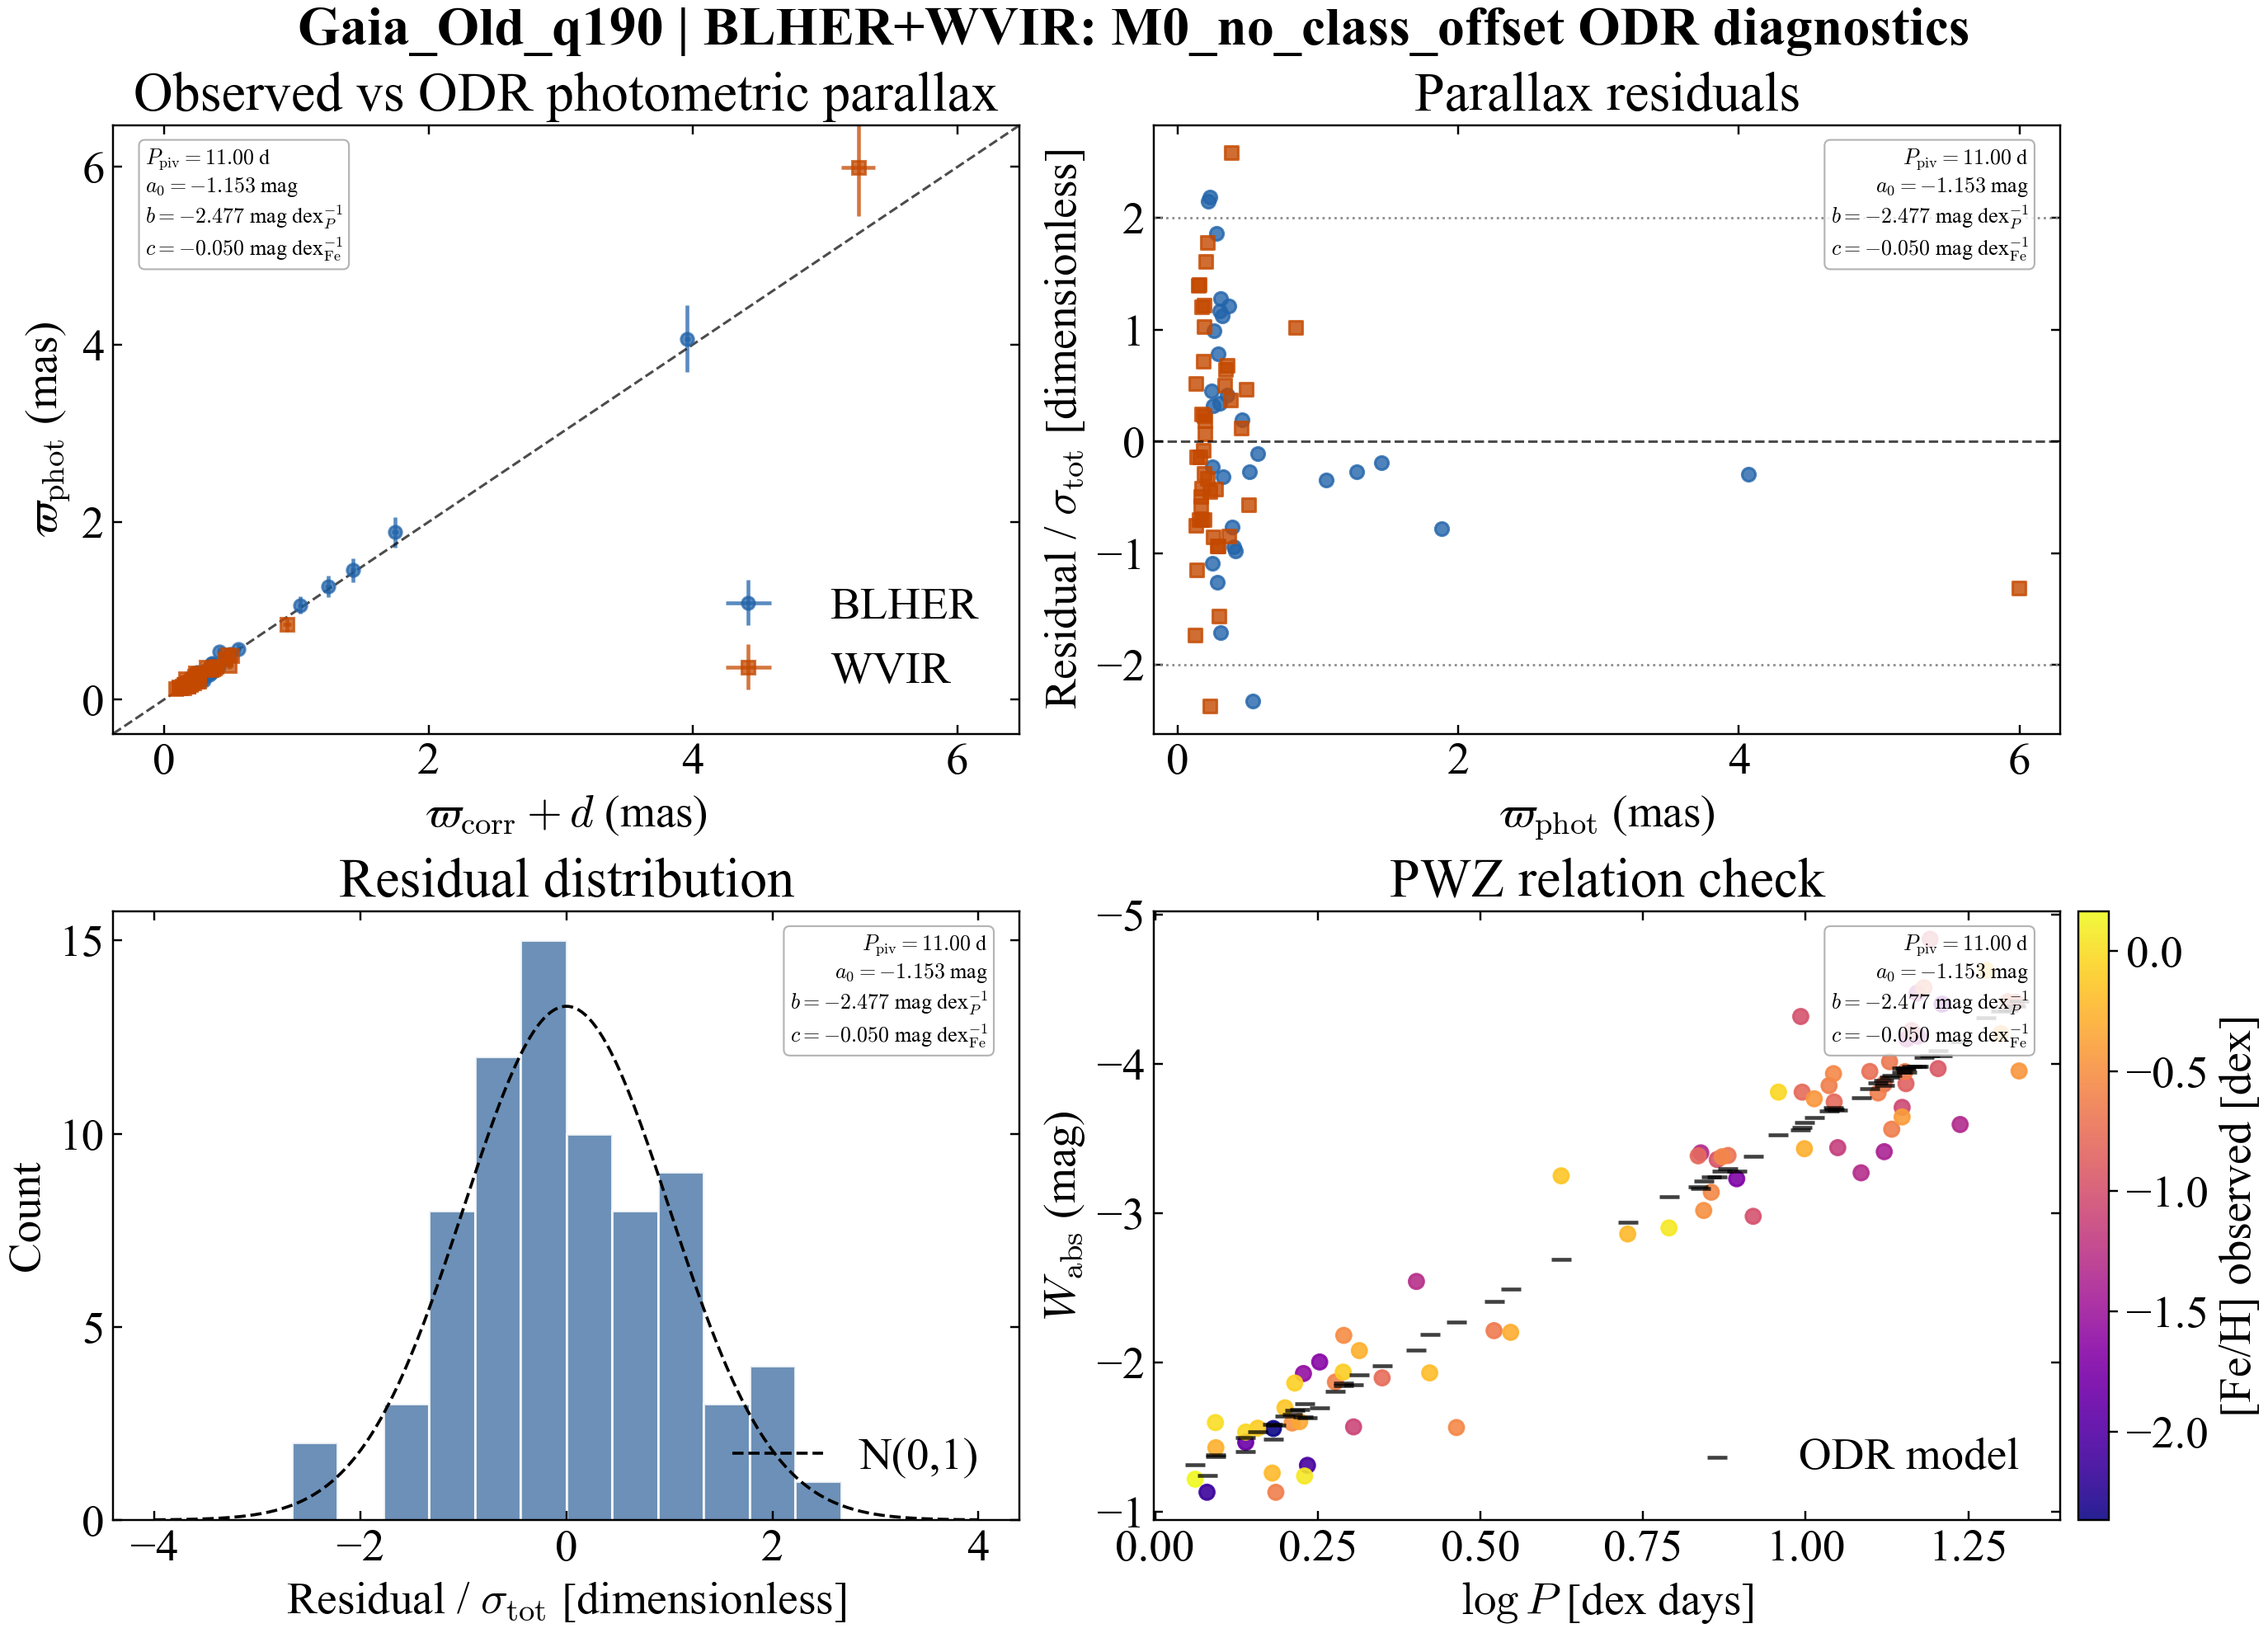 Gaia_Old_q190 | BLHER+WVIR: M0_no_class_offset ODR diagnostics
Observed vs ODR photometric parallax
P_piv = 11.00 d
a_0 = −1.153 mag
b = −2.477 mag dex_P^−1
c = −0.050 mag dex_Fe^−1
BLHER
WVIR
6
4
2
0
0 2 4 6
ϖ_phot (mas)
ϖ_corr + d (mas)
Parallax residuals
P_piv = 11.00 d
a_0 = −1.153 mag
b = −2.477 mag dex_P^−1
c = −0.050 mag dex_Fe^−1
2
1
0
−1
−2
0 2 4 6
Residual / σ_tot [dimensionless]
ϖ_phot (mas)
Residual distribution
P_piv = 11.00 d
a_0 = −1.153 mag
b = −2.477 mag dex_P^−1
c = −0.050 mag dex_Fe^−1
N(0,1)
15
10
5
0
−4 −2 0 2 4
Count
Residual / σ_tot [dimensionless]
PWZ relation check
P_piv = 11.00 d
a_0 = −1.153 mag
b = −2.477 mag dex_P^−1
c = −0.050 mag dex_Fe^−1
ODR model
−5
−4
−3
−2
−1
0.00 0.25 0.50 0.75 1.00 1.25
W_abs (mag)
log P [dex days]
0.0
−0.5
−1.0
−1.5
−2.0
[Fe/H] observed [dex]